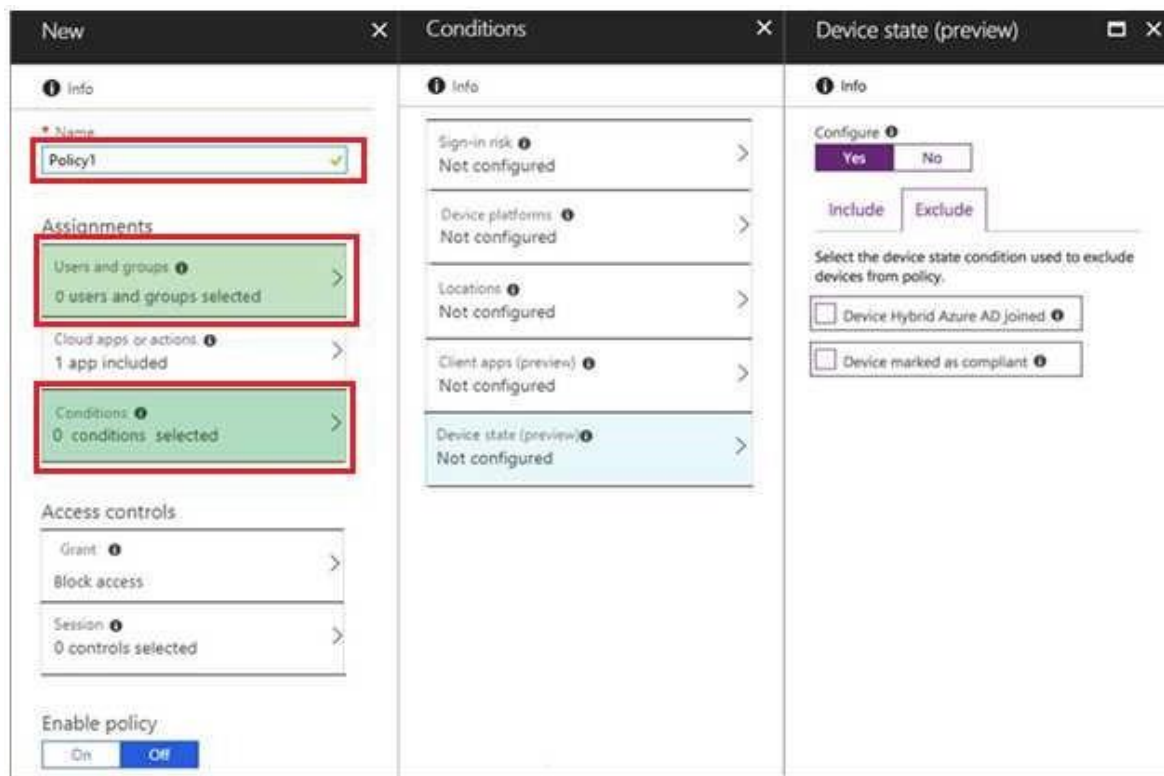 New
Info
* Name
Policy1
Assignments
Users and groups
0 users and groups selected
Cloud apps or actions
1 app included
Conditions
0 conditions selected
Access controls
Grant
Block access
Session
0 controls selected
Enable policy
On Off
Conditions
Info
Sign-in risk
Not configured
Device platforms
Not configured
Locations
Not configured
Client apps (preview)
Not configured
Device state (preview)
Not configured
Device state (preview)
Info
Configure
Yes No
Include Exclude
Select the device state condition used to exclude
devices from policy.
Device Hybrid Azure AD joined
Device marked as compliant